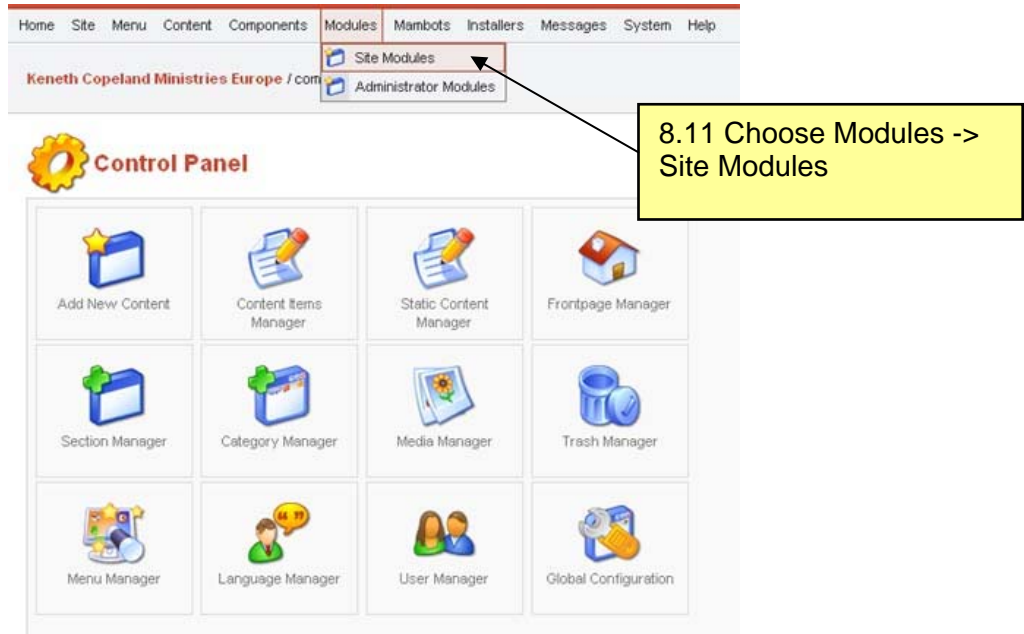 Home Site Menu Content Components Modules Mambots Installers Messages System Help
Site Modules
Keneth Copeland Ministries Europe / com
Administrator Modules
8.11 Choose Modules ->
Site Modules
Control Panel
Add New Content
Content Items
Manager
Static Content
Manager
Frontpage Manager
Section Manager
Category Manager
Media Manager
Trash Manager
Menu Manager
Language Manager
User Manager
Global Configuration